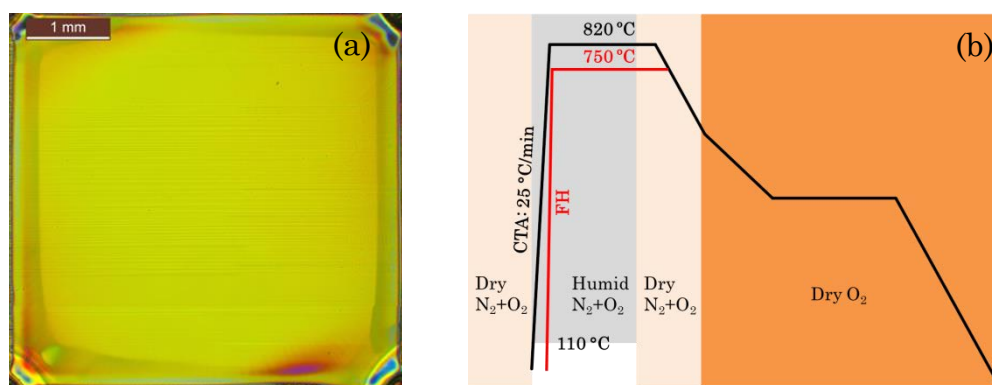 1 mm
(a)
820 °C
(b)
750 °C
CTA: 25 °C/min
FH
Dry
N₂+O₂
Humid
N₂+O₂
Dry
N₂+O₂
Dry O₂
110 °C